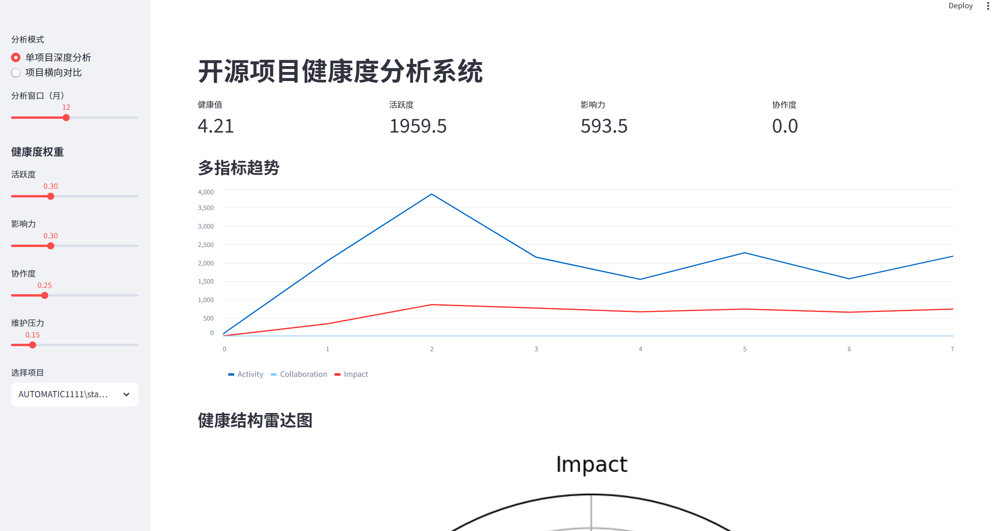 Deploy
分析模式
单项目深度分析
项目横向对比
分析窗口（月）
12
健康度权重
活跃度
0.30
影响力
0.30
协作度
0.25
维护压力
0.15
选择项目
AUTOMATIC1111\sta...
开源项目健康度分析系统
健康值 活跃度 影响力 协作度
4.21 1959.5 593.5 0.0
多指标趋势
4,000
3,500
3,000
2,500
2,000
1,500
1,000
500
0
0 1 2 3 4 5 6 7
Activity Collaboration Impact
健康结构雷达图
Impact